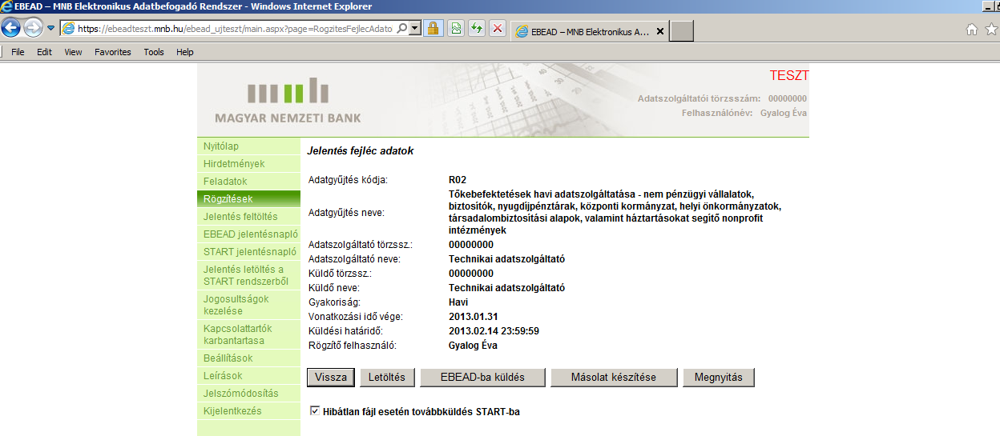 EBEAD – MNB Elektronikus Adatbefogadó Rendszer - Windows Internet Explorer
https://ebeadteszt.mnb.hu/ebead_ujteszt/main.aspx?page=RogzitesFejlecAdato
EBEAD – MNB Elektronikus A...
File Edit View Favorites Tools Help
TESZT
Adatszolgáltatói törzsszám: 00000000
Felhasználónév: Gyalog Éva
MAGYAR NEMZETI BANK
Nyitólap
Hirdetmények
Feladatok
Rögzítések
Jelentés feltöltés
EBEAD jelentésnapló
START jelentésnapló
Jelentés letöltés a
START rendszerből
Jogosultságok
kezelése
Kapcsolattartók
karbantartasa
Beállítások
Leírások
Jelszómódosítás
Kijelentkezés
Jelentés fejléc adatok
Adatgyűjtés kódja: R02
Adatgyűjtés neve: Tőkebefektetések havi adatszolgáltatása - nem pénzügyi vállalatok,
biztosítók, nyugdíjpénztárak, központi kormányzat, helyi önkormányzatok,
társadalombiztosítási alapok, valamint háztartásokat segítő nonprofit
intézmények
Adatszolgáltató törzssz.: 00000000
Adatszolgáltató neve: Technikai adatszolgáltató
Küldő törzssz.: 00000000
Küldő neve: Technikai adatszolgáltató
Gyakoriság: Havi
Vonatkozási idő vége: 2013.01.31
Küldési határidő: 2013.02.14 23:59:59
Rögzítő felhasználó: Gyalog Éva
Vissza Letöltés EBEAD-ba küldés Másolat készítése Megnyitás
Hibátlan fájl esetén továbbküldés START-ba